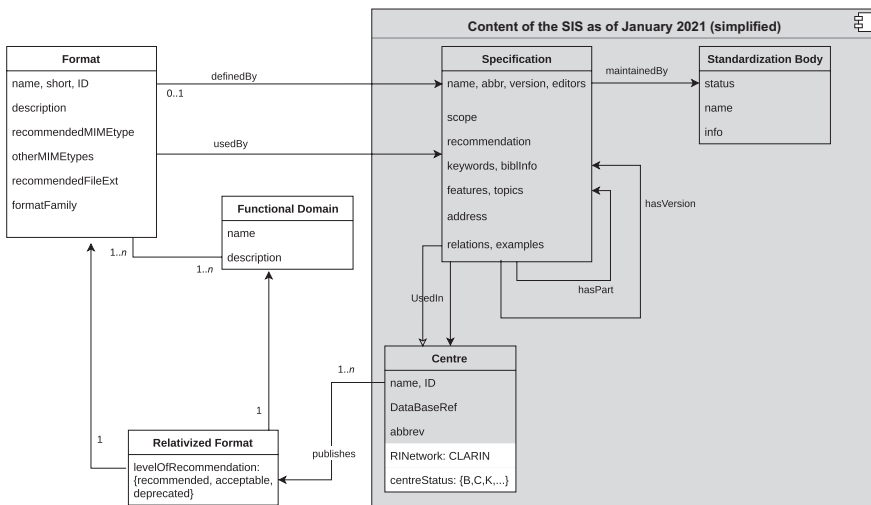 Content of the SIS as of January 2021 (simplified)
Format
name, short, ID
description
recommendedMIMEtype
otherMIMEtypes
recommendedFileExt
formatFamily
definedBy
0..1
usedBy
Specification
name, abbr, version, editors
scope
recommendation
keywords, biblInfo
features, topics
address
relations, examples
maintainedBy
Standardization Body
status
name
info
hasVersion
hasPart
UsedIn
Functional Domain
name
description
1..n
1..n
Centre
name, ID
DataBaseRef
abbrev
RINetwork: CLARIN
centreStatus: {B,C,K,...}
1..n
publishes
1
1
Relativized Format
levelOfRecommendation:
{recommended, acceptable,
deprecated}